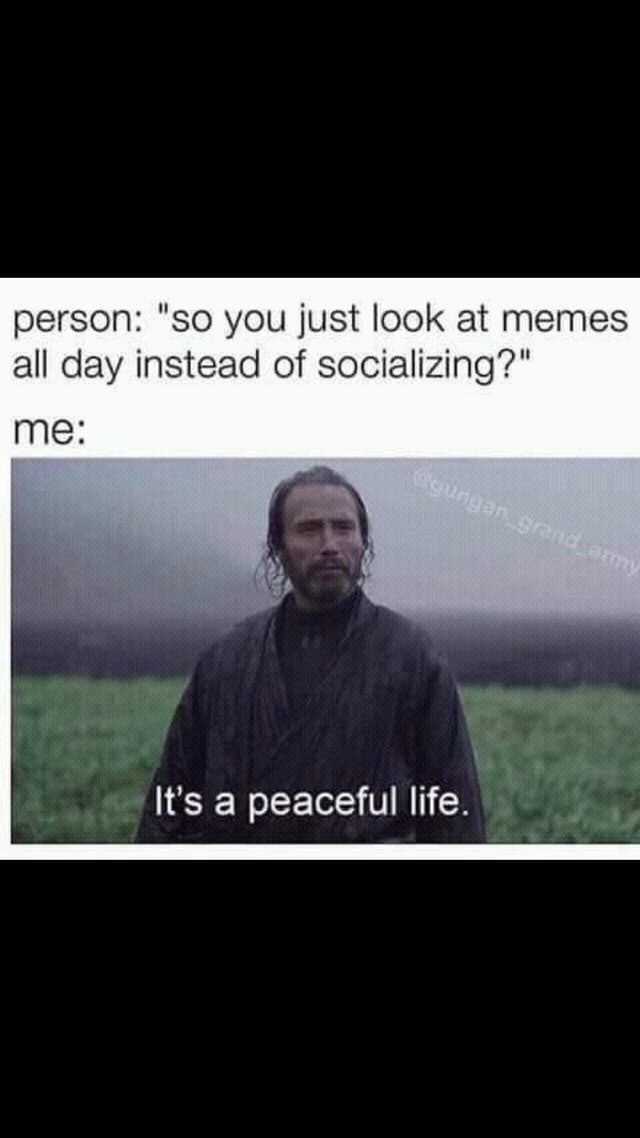 person: "so you just look at memes
all day instead of socializing?"
me:
@gungan_grand_army
It's a peaceful life.